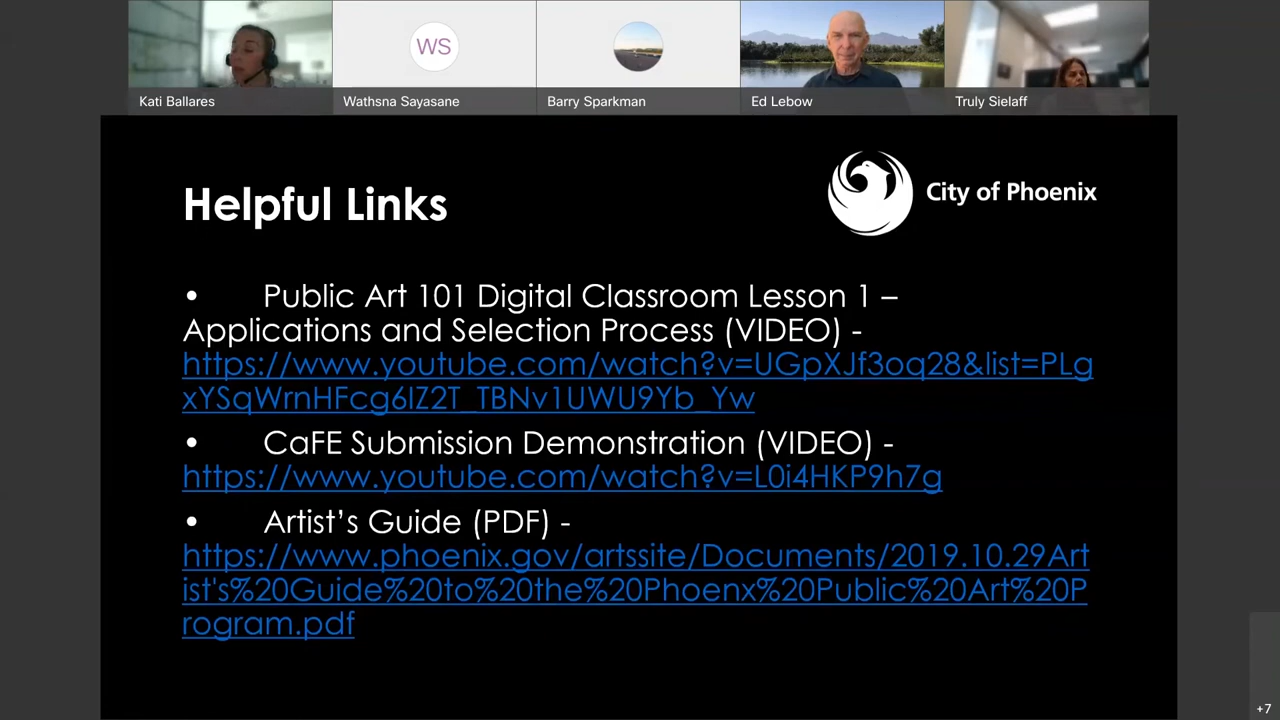 WS
Kati Ballares
Wathsna Sayasane
Barry Sparkman
Ed Lebow
Truly Sielaff
Helpful Links
City of Phoenix
• Public Art 101 Digital Classroom Lesson 1 –
Applications and Selection Process (VIDEO) -
https://www.youtube.com/watch?v=UGpXJf3oq28&list=PLg
xYSqWrnHFcg6IZ2T_TBNv1UWU9Yb_Yw
• CaFE Submission Demonstration (VIDEO) -
https://www.youtube.com/watch?v=L0i4HKP9h7g
• Artist’s Guide (PDF) -
https://www.phoenix.gov/artssite/Documents/2019.10.29Art
ist's%20Guide%20to%20the%20Phoenx%20Public%20Art%20P
rogram.pdf
+7